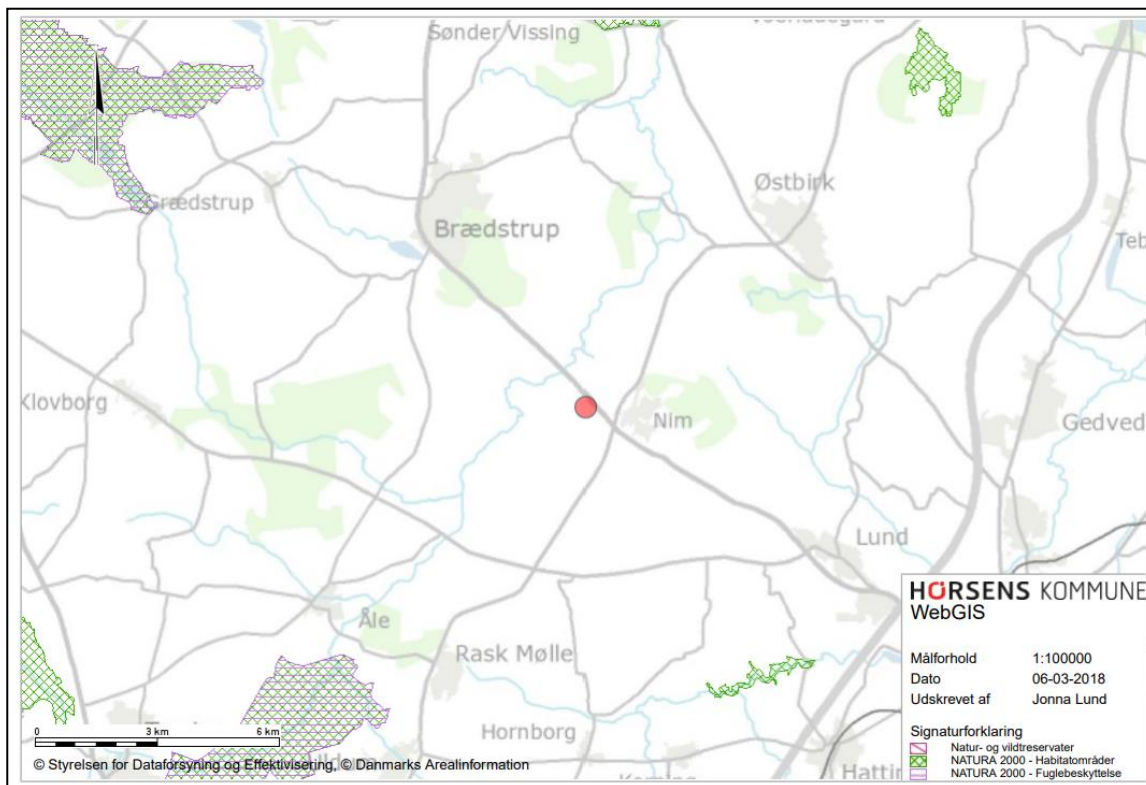 Sønder Vissing
Grædstrup
Østbirk
Brædstrup
Klovborg
Nim
Gedved
Lund
Åle
Rask Mølle
Hornborg
HORSENS KOMMUNE
WebGIS
Målforhold 1:100000
Dato 06-03-2018
Udskrevet af Jonna Lund
Signaturforklaring
Natur- og vildtreservater
NATURA 2000 - Habitatområder
NATURA 2000 - Fuglebeskyttelse
0 3 km 6 km
© Styrelsen for Dataforsyning og Effektivisering, © Danmarks Arealinformation
Hattin